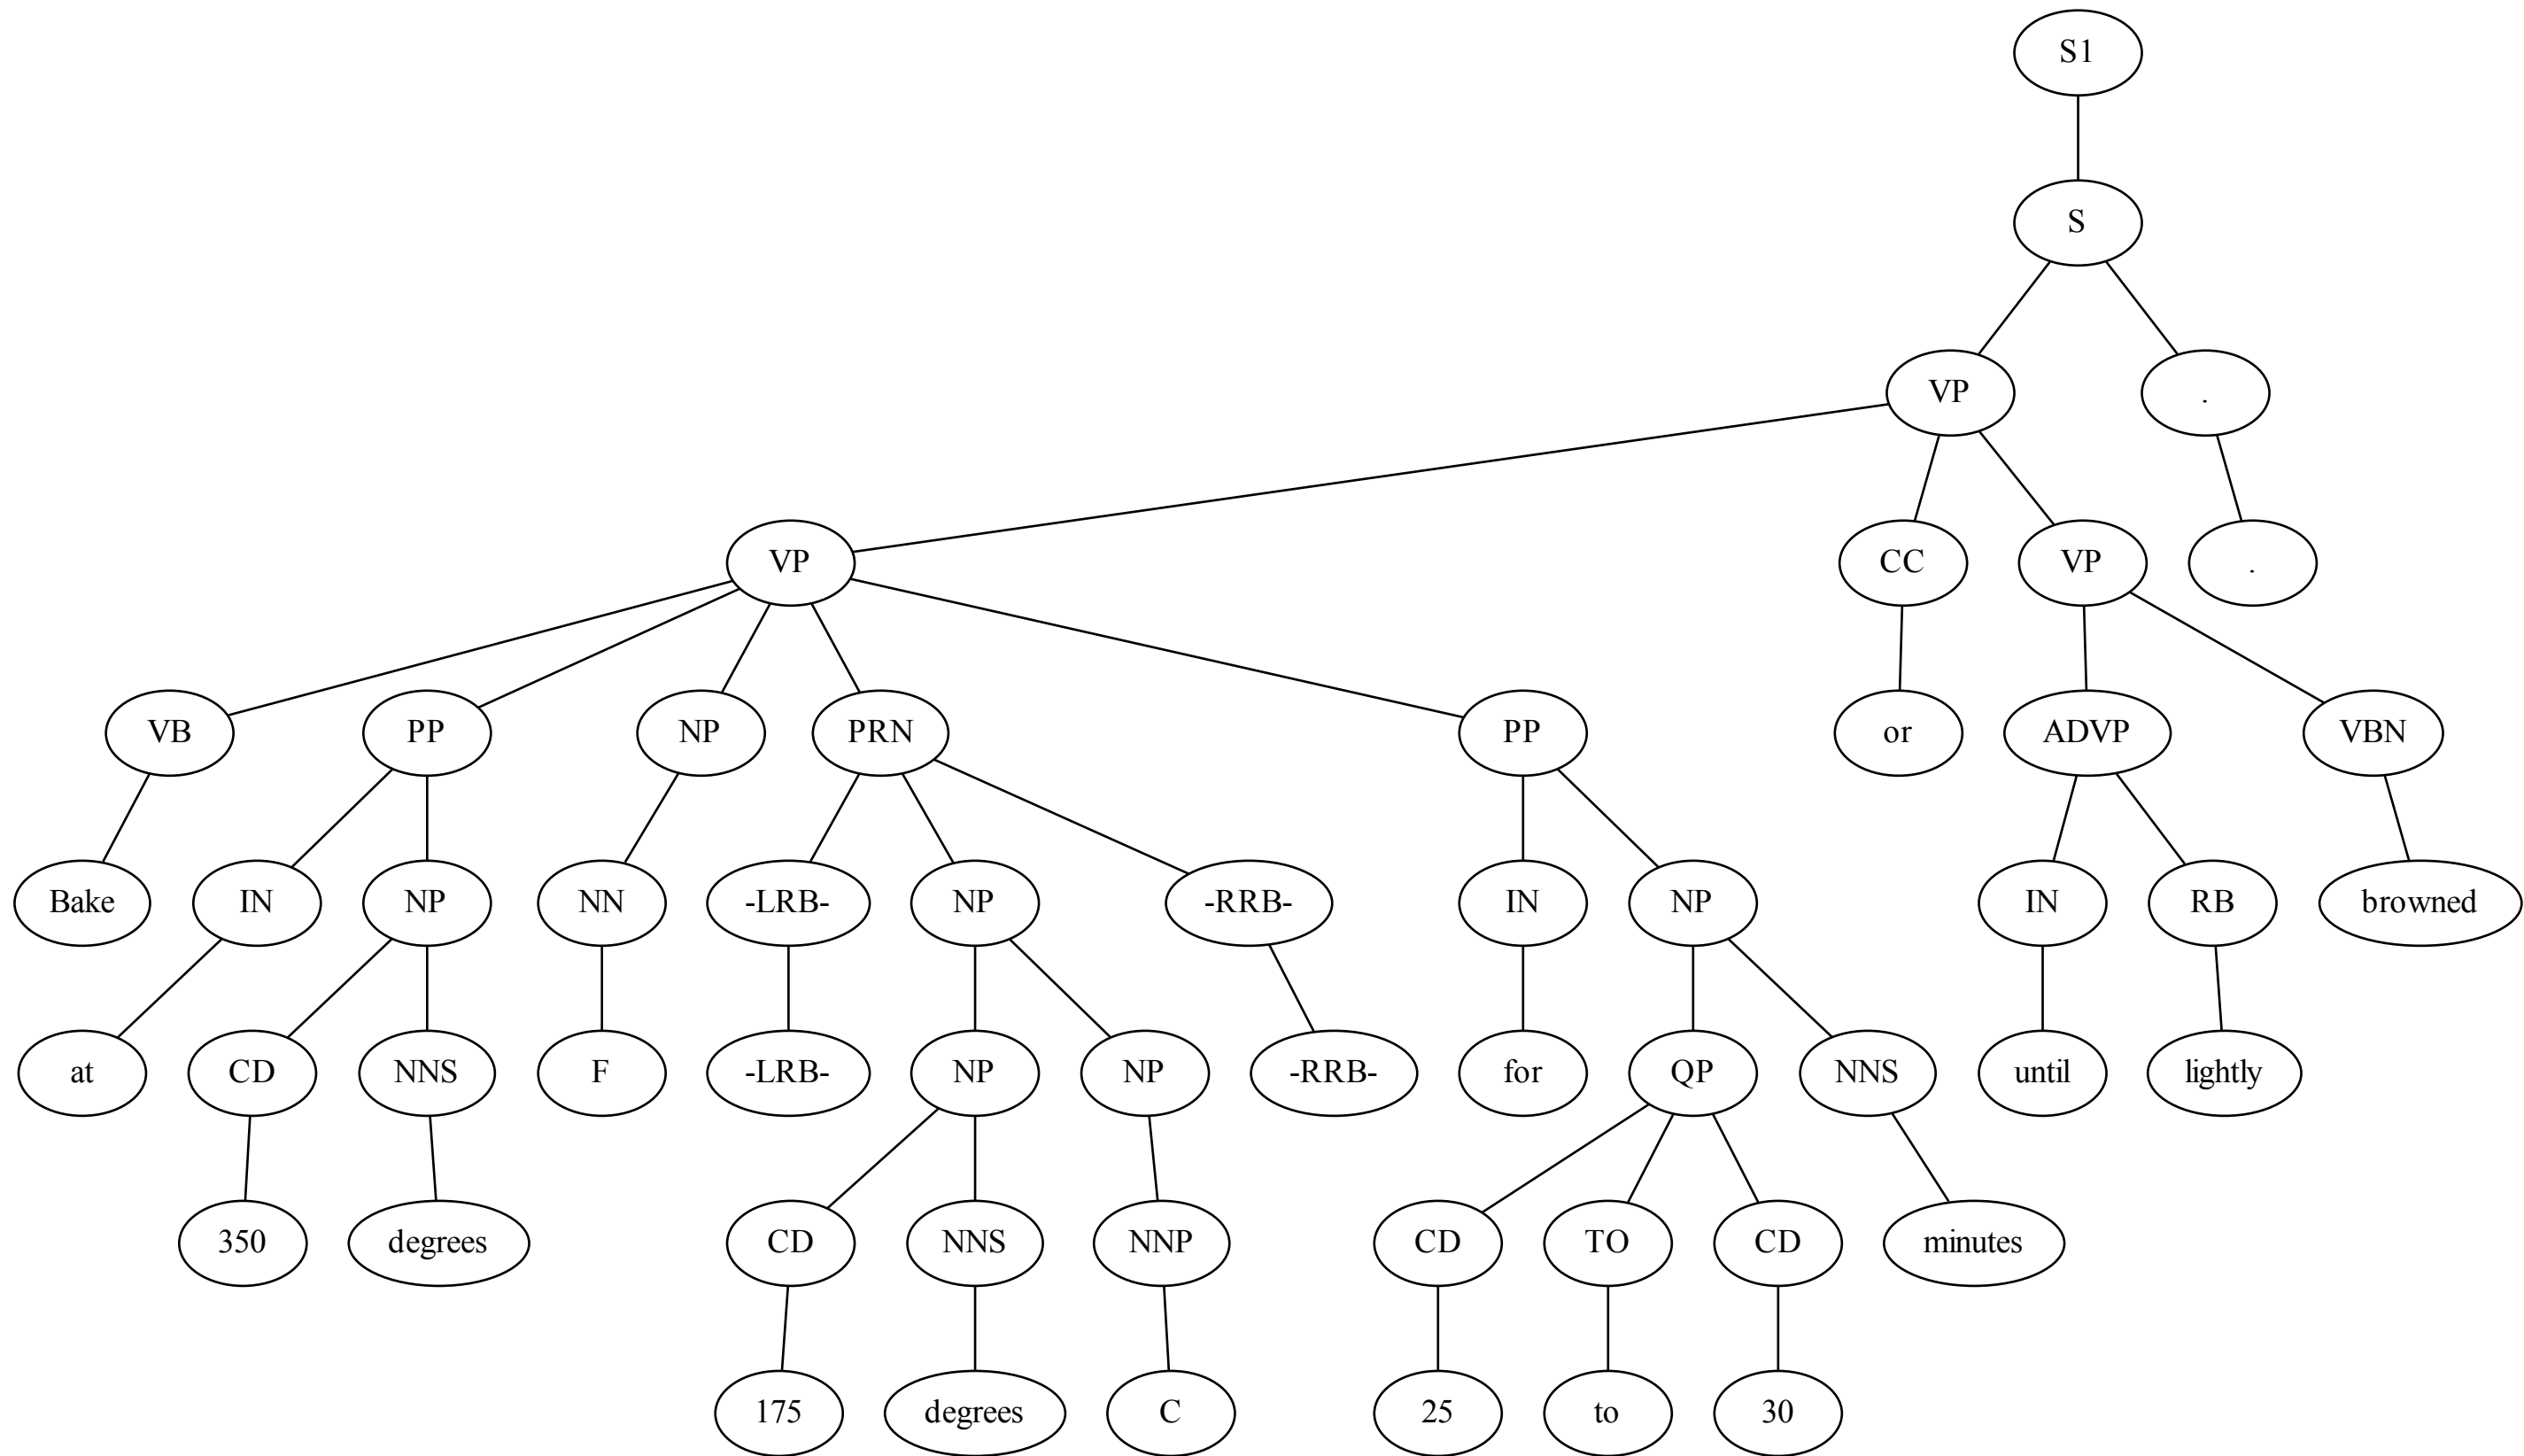 S1
S
VP .
VP CC VP .
VB PP NP PRN PP or ADVP VBN
Bake IN NP NN -LRB- NP -RRB- IN NP IN RB browned
at CD NNS F -LRB- NP NP -RRB- for QP NNS until lightly
350 degrees CD NNS NNP CD TO CD minutes
175 degrees C 25 to 30